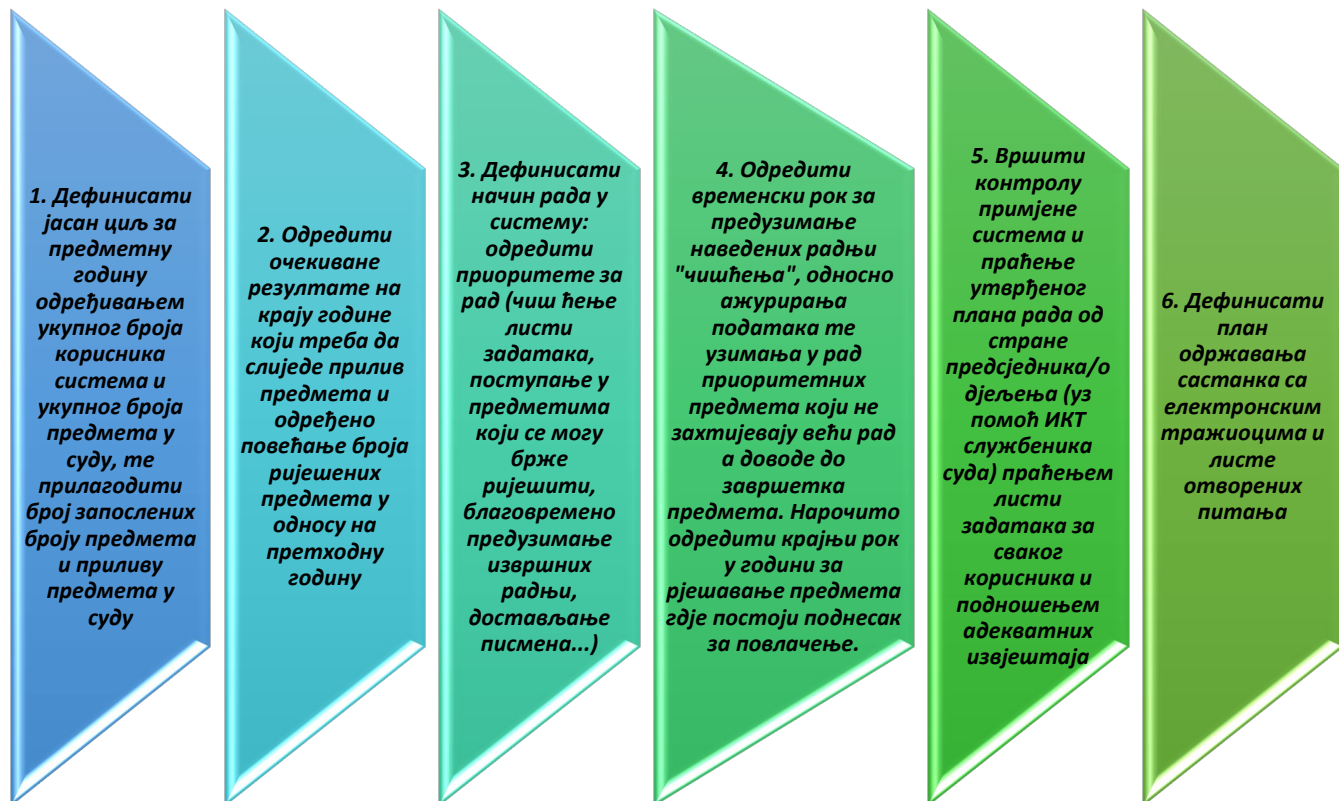 1. Дефинисати
јасан циљ за
предметну
годину
одређивањем
укупног броја
корисника
система и
укупног броја
предмета у
суду, те
прилагодити
број запослених
броју предмета
и приливу
предмета у
суду
2. Одредити
очекиване
резултате на
крају године
који треба да
слиједе прилив
предмета и
одређено
повећање броја
ријешених
предмета у
односу на
претходну
годину
3. Дефинисати
начин рада у
систему:
одредити
приоритете за
рад (чиш ћење
листи
задатака,
поступање у
предметима
који се могу
брже
ријешити,
благовремено
предузимање
извршних
радњи,
достављање
писмена...)
4. Одредити
временски рок за
предузимање
наведених радњи
"чишћења", односно
ажурирања
података те
узимања у рад
приоритетних
предмета који не
захтијевају већи рад
а доводе до
завршетка
предмета. Нарочито
одредити крајњи рок
у години за
рјешавање предмета
гдје постоји поднесак
за повлачење.
5. Вршити
контролу
примјене
система и
праћење
утврђеног
плана рада од
стране
предсједника/о
дјељења (уз
помоћ ИКТ
службеника
суда) праћењем
листи
задатака за
сваког
корисника и
подношењем
адекватних
извјештаја
6. Дефинисати
план
одржавања
састанка са
електронским
тражиоцима и
листе
отворених
питања